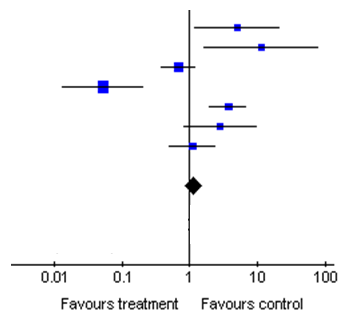 0.01 0.1 1 10 100
Favours treatment Favours control